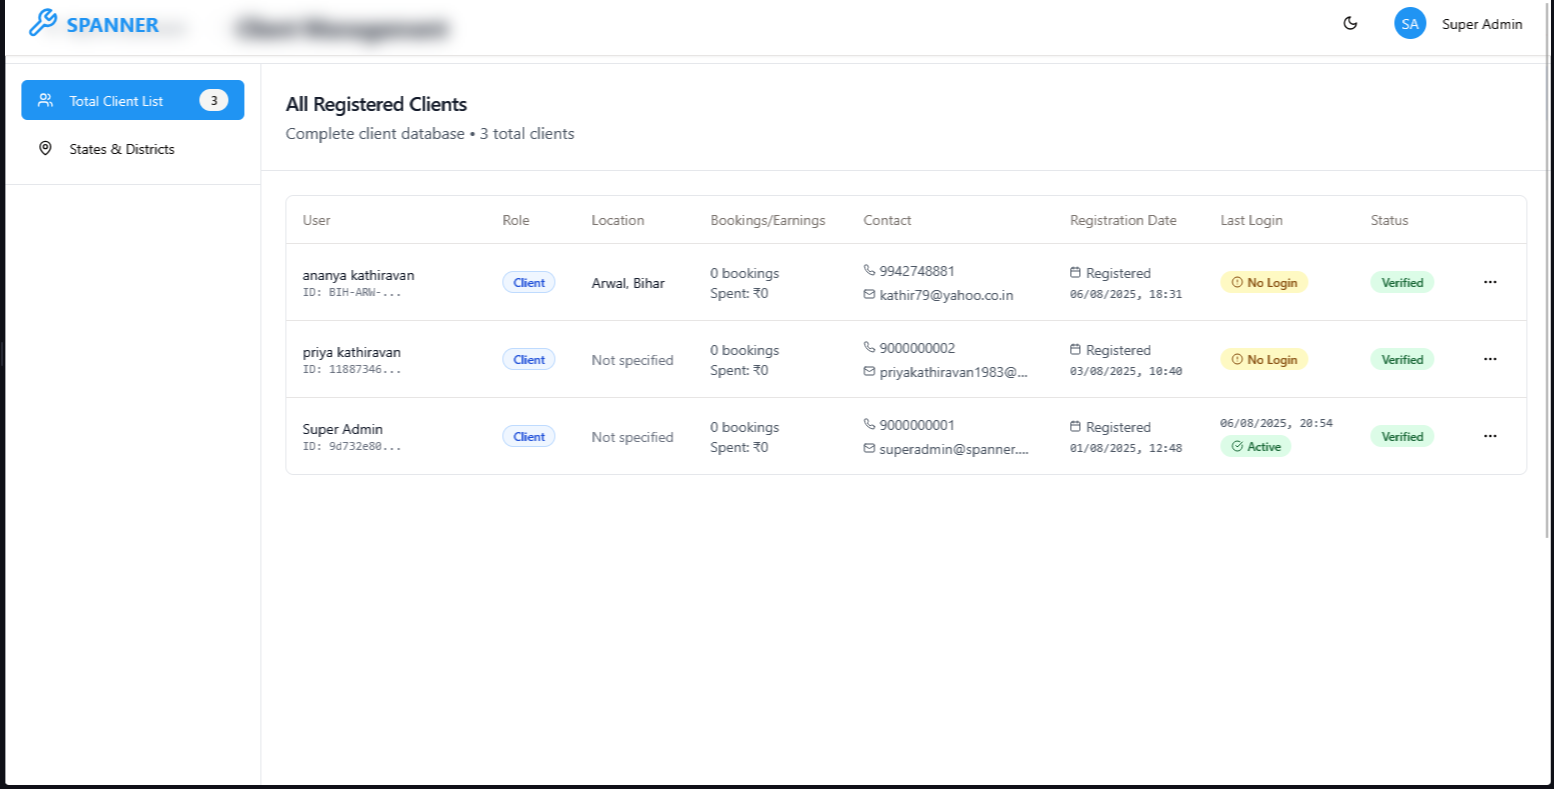 SPANNER
Client Management
SA
Super Admin
Total Client List
3
States & Districts
All Registered Clients
Complete client database • 3 total clients
User Role Location Bookings/Earnings Contact Registration Date Last Login Status
ananya kathiravan
ID: BIH-ARW-...
Client
Arwal, Bihar
0 bookings
Spent: ₹0
9942748881
kathir79@yahoo.co.in
Registered
06/08/2025, 18:31
No Login
Verified
...
priya kathiravan
ID: 11887346...
Client
Not specified
0 bookings
Spent: ₹0
9000000002
priyakathiravan1983@...
Registered
03/08/2025, 10:40
No Login
Verified
...
Super Admin
ID: 9d732e80...
Client
Not specified
0 bookings
Spent: ₹0
9000000001
superadmin@spanner....
Registered
01/08/2025, 12:48
06/08/2025, 20:54
Active
Verified
...